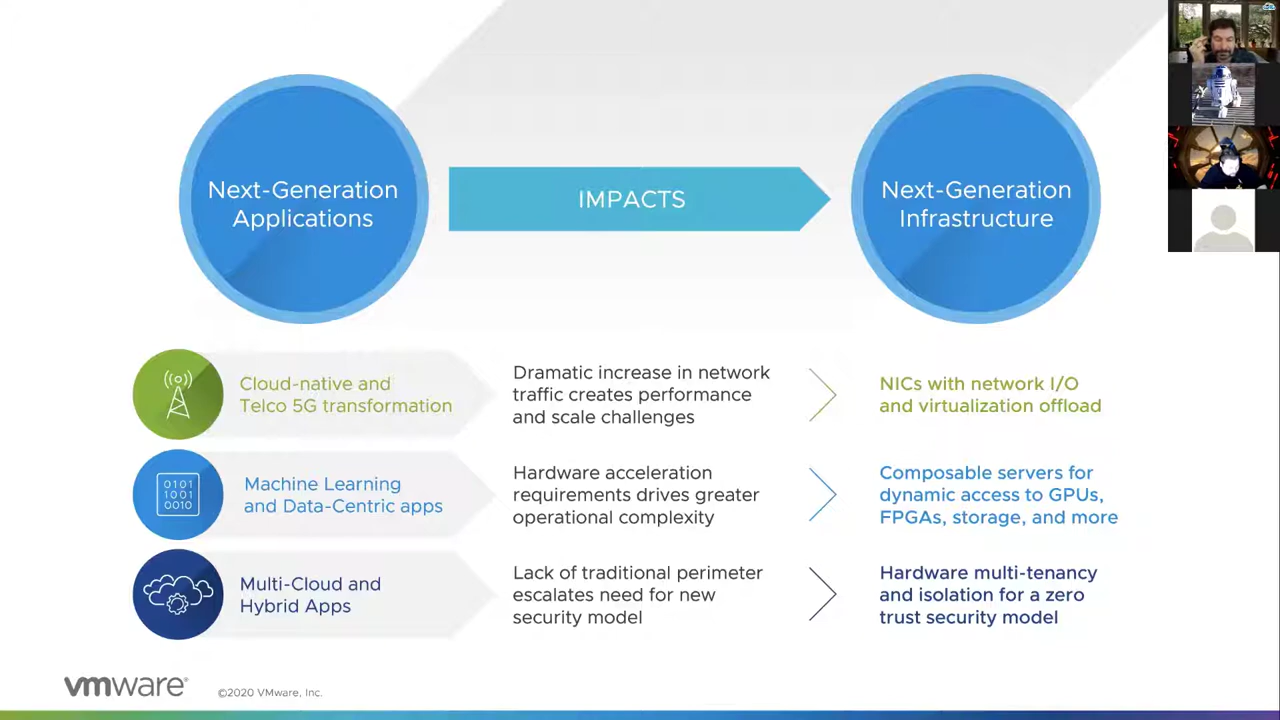 Next-Generation
Applications
IMPACTS
Next-Generation
Infrastructure
Cloud-native and
Telco 5G transformation
Dramatic increase in network
traffic creates performance
and scale challenges
NICs with network I/O
and virtualization offload
0101
1001
0010
Machine Learning
and Data-Centric apps
Hardware acceleration
requirements drives greater
operational complexity
Composable servers for
dynamic access to GPUs,
FPGAs, storage, and more
Multi-Cloud and
Hybrid Apps
Lack of traditional perimeter
escalates need for new
security model
Hardware multi-tenancy
and isolation for a zero
trust security model
vmware®
©2020 VMware, Inc.